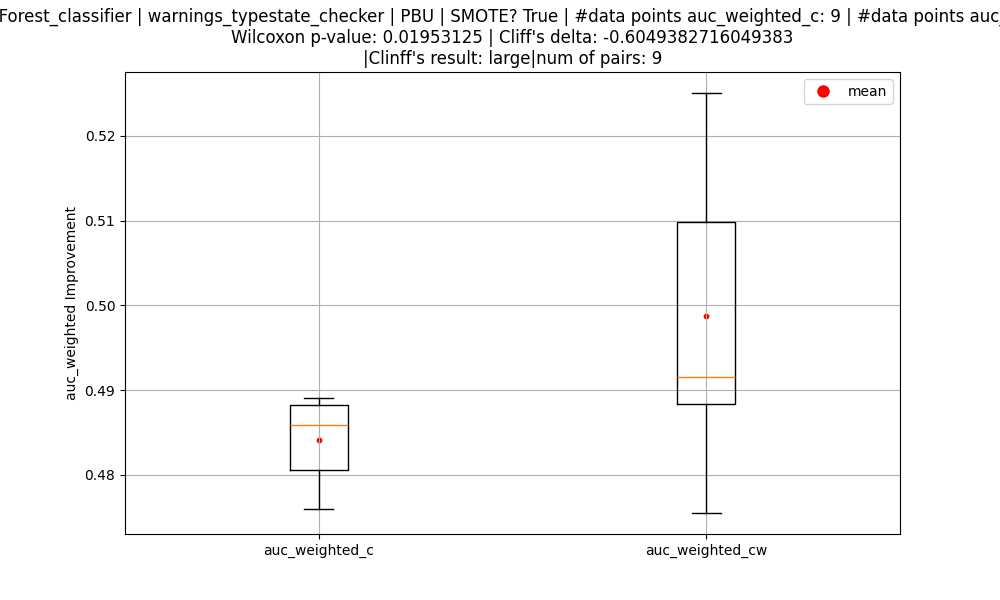 Forest_classifier | warnings_typestate_checker | PBU | SMOTE? True | #data points auc_weighted_c: 9 | #data points
Wilcoxon p-value: 0.01953125 | Cliff's delta: -0.6049382716049383
|Clinff's result: large|num of pairs: 9
mean
auc_weighted Improvement
0.52
0.51
0.50
0.49
0.48
auc_weighted_c
auc_weighted_cw